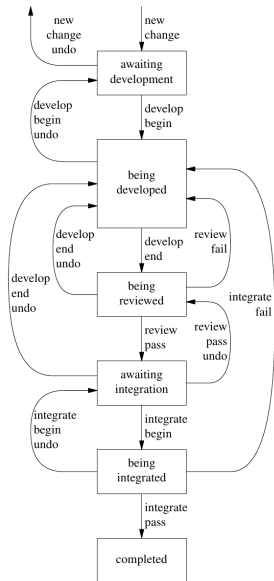 new
change
undo
new
change
awaiting
development
develop
begin
undo
develop
begin
being
developed
develop
end
undo
develop
end
undo
develop
end
review
fail
being
reviewed
integrate
fail
review
pass
review
pass
undo
awaiting
integration
integrate
begin
undo
integrate
begin
being
integrated
integrate
pass
completed